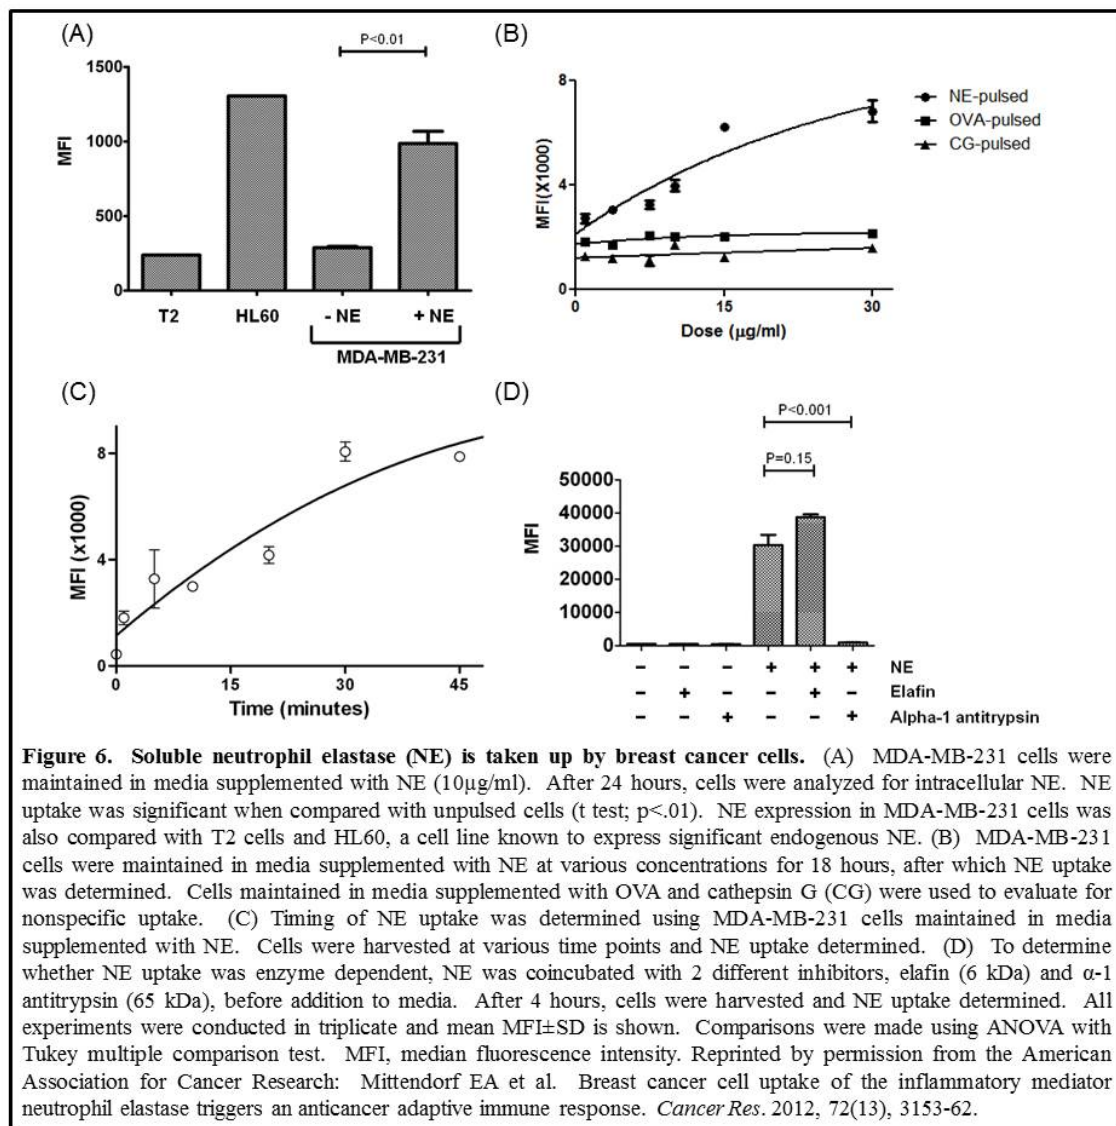 (A)
P<0.01
1500
1000
500
0
MFI
T2 HL60 - NE + NE
MDA-MB-231
(B)
8
4
0
MFI(X1000)
0 15 30
Dose (µg/ml)
NE-pulsed
OVA-pulsed
CG-pulsed
(C)
8
4
0
MFI (x1000)
0 15 30 45
Time (minutes)
(D)
P<0.001
P=0.15
50000
40000
30000
20000
10000
0
MFI
− − − + + + NE
− + − − + − Elafin
− − + − − + Alpha-1 antitrypsin
Figure 6. Soluble neutrophil elastase (NE) is taken up by breast cancer cells. (A) MDA-MB-231 cells were
maintained in media supplemented with NE (10µg/ml). After 24 hours, cells were analyzed for intracellular NE. NE
uptake was significant when compared with unpulsed cells (t test; p<.01). NE expression in MDA-MB-231 cells was
also compared with T2 cells and HL60, a cell line known to express significant endogenous NE. (B) MDA-MB-231
cells were maintained in media supplemented with NE at various concentrations for 18 hours, after which NE uptake
was determined. Cells maintained in media supplemented with OVA and cathepsin G (CG) were used to evaluate for
nonspecific uptake. (C) Timing of NE uptake was determined using MDA-MB-231 cells maintained in media
supplemented with NE. Cells were harvested at various time points and NE uptake determined. (D) To determine
whether NE uptake was enzyme dependent, NE was coincubated with 2 different inhibitors, elafin (6 kDa) and α-1
antitrypsin (65 kDa), before addition to media. After 4 hours, cells were harvested and NE uptake determined. All
experiments were conducted in triplicate and mean MFI±SD is shown. Comparisons were made using ANOVA with
Tukey multiple comparison test. MFI, median fluorescence intensity. Reprinted by permission from the American
Association for Cancer Research: Mittendorf EA et al. Breast cancer cell uptake of the inflammatory mediator
neutrophil elastase triggers an anticancer adaptive immune response. Cancer Res. 2012, 72(13), 3153-62.